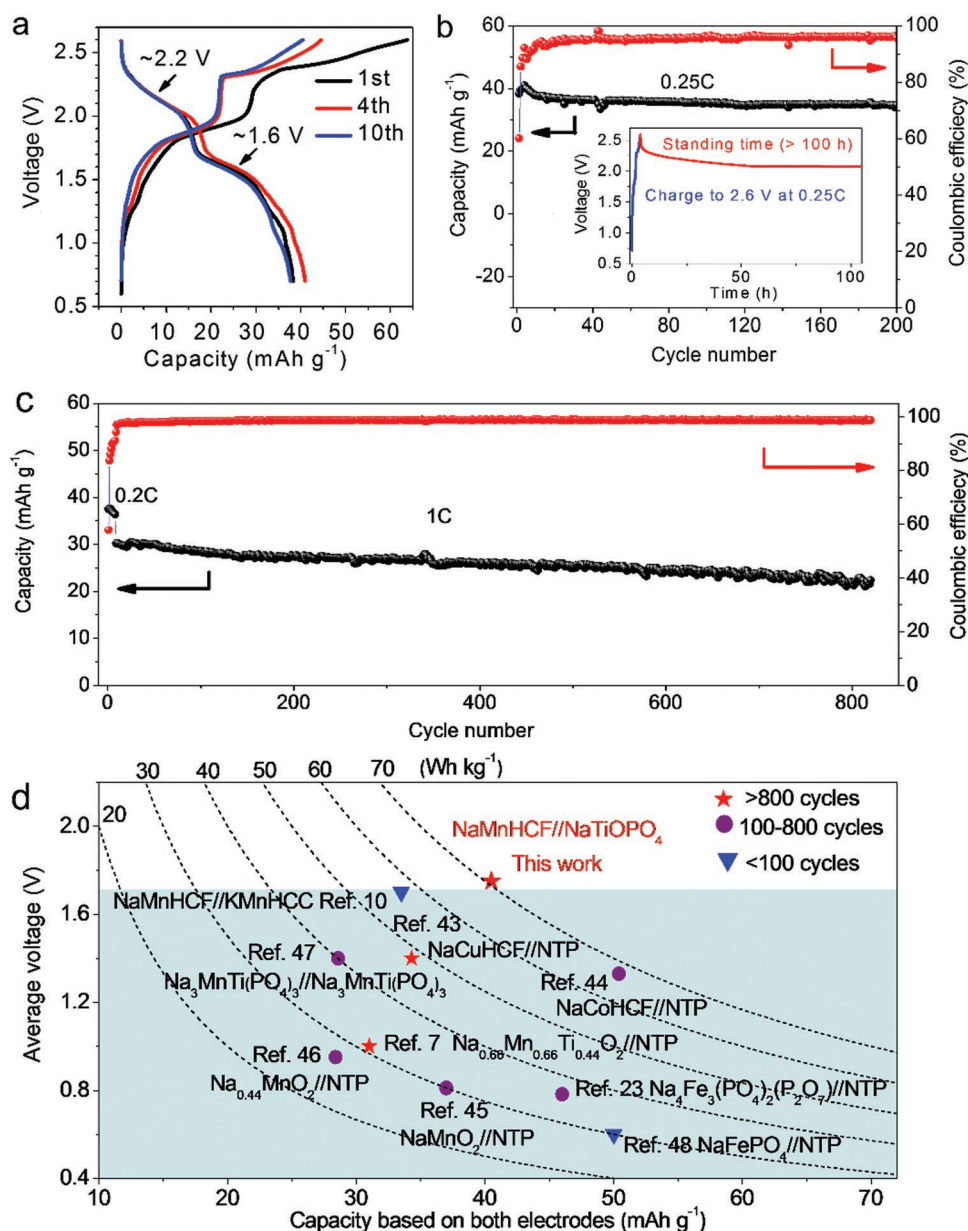 a
~2.2 V
~1.6 V
1st
4th
10th
Voltage (V)
2.5
2.0
1.5
1.0
0.5
0 10 20 30 40 50 60
Capacity (mAh g⁻¹)
b
0.25C
Capacity (mAh g⁻¹)
60
45
30
15
0
-15
-30
Coulombic efficiecy (%)
100
80
60
40
20
0
0 40 80 120 160 200
Cycle number
Standing time (> 100 h)
Charge to 2.6 V at 0.25C
Voltage (V)
2.5
2.0
1.5
1.0
0.5
0 50 100
Time (h)
c
0.2C
1C
Capacity (mAh g⁻¹)
60
50
40
30
20
10
0
Coulombic efficiecy (%)
100
80
60
40
20
0
0 200 400 600 800
Cycle number
d
20 30 40 50 60 70 (Wh kg⁻¹)
>800 cycles
100-800 cycles
<100 cycles
NaMnHCF//NaTiOPO₄
This work
NaMnHCF//KMnHCC Ref. 10
Ref. 43
NaCuHCF//NTP
Ref. 47
Na₃MnTi(PO₄)₃//Na₃MnTi(PO₄)₃
Ref. 44
NaCoHCF//NTP
Ref. 7 Na₀.₆₆Mn₀.₆₆Ti₀.₄₄O₂//NTP
Ref. 46
Na₀.₄₄MnO₂//NTP
Ref. 45
NaMnO₂//NTP
Ref. 23 Na₄Fe₃(PO₄)₂(P₂O₇)//NTP
Ref. 48 NaFePO₄//NTP
Average voltage (V)
2.0
1.6
1.2
0.8
0.4
10 20 30 40 50 60 70
Capacity based on both electrodes (mAh g⁻¹)